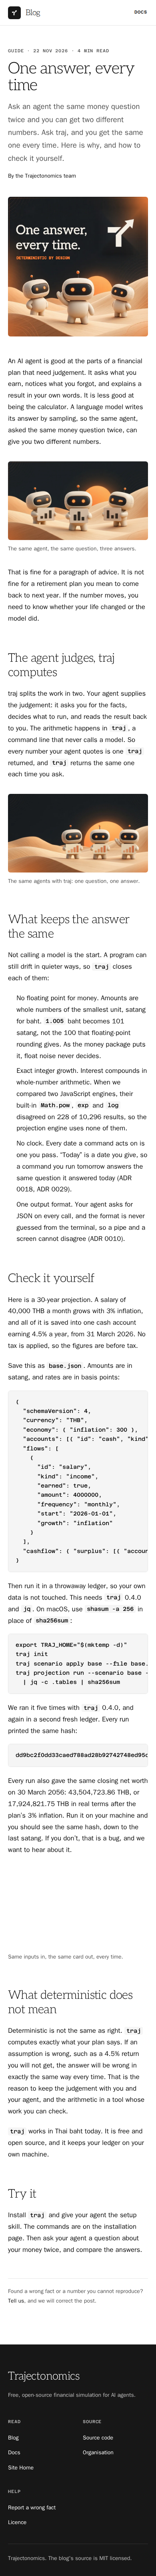 Blog
DOCS
GUIDE · 22 NOV 2026 · 4 MIN READ
One answer, every
time
Ask an agent the same money question
twice and you can get two different
numbers. Ask traj, and you get the same
one every time. Here is why, and how to
check it yourself.
By the Trajectonomics team
One answer,
every time.
DETERMINISTIC BY DESIGN
An AI agent is good at the parts of a financial
plan that need judgement. It asks what you
earn, notices what you forgot, and explains a
result in your own words. It is less good at
being the calculator. A language model writes
its answer by sampling, so the same agent,
asked the same money question twice, can
give you two different numbers.
The same agent, the same question, three answers.
That is fine for a paragraph of advice. It is not
fine for a retirement plan you mean to come
back to next year. If the number moves, you
need to know whether your life changed or the
model did.
The agent judges, traj
computes
traj splits the work in two. Your agent supplies
the judgement: it asks you for the facts,
decides what to run, and reads the result back
to you. The arithmetic happens in traj, a
command line that never calls a model. So
every number your agent quotes is one traj
returned, and traj returns the same one
each time you ask.
The same agents with traj: one question, one answer.
What keeps the answer
the same
Not calling a model is the start. A program can
still drift in quieter ways, so traj closes
each of them:
No floating point for money. Amounts are
whole numbers of the smallest unit, satang
for baht. 1.005 baht becomes 101
satang, not the 100 that floating-point
rounding gives. As the money package puts
it, float noise never decides.
Exact integer growth. Interest compounds in
whole-number arithmetic. When we
compared two JavaScript engines, their
built-in Math.pow, exp and log
disagreed on 228 of 10,296 results, so the
projection engine uses none of them.
No clock. Every date a command acts on is
one you pass. “Today” is a date you give, so
a command you run tomorrow answers the
same question it answered today (ADR
0018, ADR 0029).
One output format. Your agent asks for
JSON on every call, and the format is never
guessed from the terminal, so a pipe and a
screen cannot disagree (ADR 0010).
Check it yourself
Here is a 30-year projection. A salary of
40,000 THB a month grows with 3% inflation,
and all of it is saved into one cash account
earning 4.5% a year, from 31 March 2026. No
tax is applied, so the figures are before tax.
Save this as base.json. Amounts are in
satang, and rates are in basis points:
{
"schemaVersion": 4,
"currency": "THB",
"economy": { "inflation": 300 },
"accounts": [{ "id": "cash", "kind"
"flows": [
{
"id": "salary",
"kind": "income",
"earned": true,
"amount": 4000000,
"frequency": "monthly",
"start": "2026-01-01",
"growth": "inflation"
}
],
"cashflow": { "surplus": [{ "accou
}
Then run it in a throwaway ledger, so your own
data is not touched. This needs traj 0.4.0
and jq. On macOS, use shasum -a 256 in
place of sha256sum:
export TRAJ_HOME="$(mktemp -d)"
traj init
traj scenario apply base --file base.
traj projection run --scenario base -
| jq -c .tables | sha256sum
We ran it five times with traj 0.4.0, and
again in a second fresh ledger. Every run
printed the same hash:
Every run also gave the same closing net worth
on 30 March 2056: 43,504,723.86 THB, or
17,924,821.75 THB in real terms after the
plan’s 3% inflation. Run it on your machine and
you should see the same number, down to the
last satang. If you don’t, that is a bug, and we
want to hear about it.
Same inputs in, the same card out, every time.
What deterministic does
not mean
Deterministic is not the same as right. traj
computes exactly what your plan says. If an
assumption is wrong, such as a 4.5% return
you will not get, the answer will be wrong in
exactly the same way every time. That is the
reason to keep the judgement with you and
your agent, and the arithmetic in a tool whose
work you can check.
traj works in Thai baht today. It is free and
open source, and it keeps your ledger on your
own machine.
Try it
Install traj and give your agent the setup
skill. The commands are on the installation
page. Then ask your agent a question about
your money twice, and compare the answers.
Found a wrong fact or a number you cannot reproduce?
Tell us, and we will correct the post.
Trajectonomics
Free, open-source financial simulation for AI agents.
READ
SOURCE
Blog
Source code
Docs
Organisation
Site Home
HELP
Report a wrong fact
Licence
Trajectonomics. The blog's source is MIT licensed.